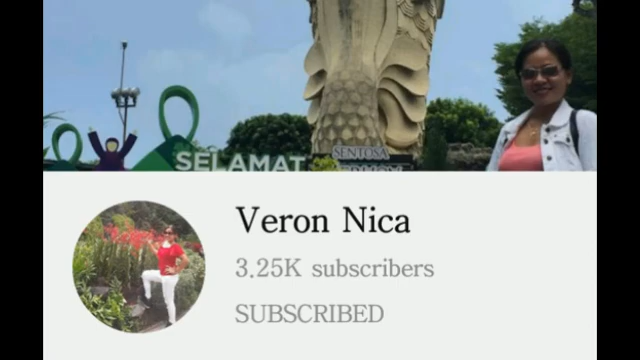 SELAMAT
SENTOSA
Veron Nica
3.25K subscribers
SUBSCRIBED